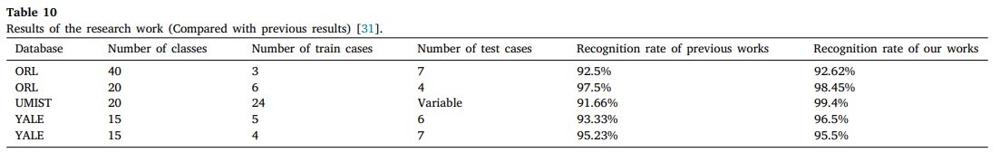 Table 10
Results of the research work (Compared with previous results) [31].
Database Number of classes Number of train cases Number of test cases Recognition rate of previous works Recognition rate of our works
ORL 40 3 7 92.5% 92.62%
ORL 20 6 4 97.5% 98.45%
UMIST 20 24 Variable 91.66% 99.4%
YALE 15 5 6 93.33% 96.5%
YALE 15 4 7 95.23% 95.5%